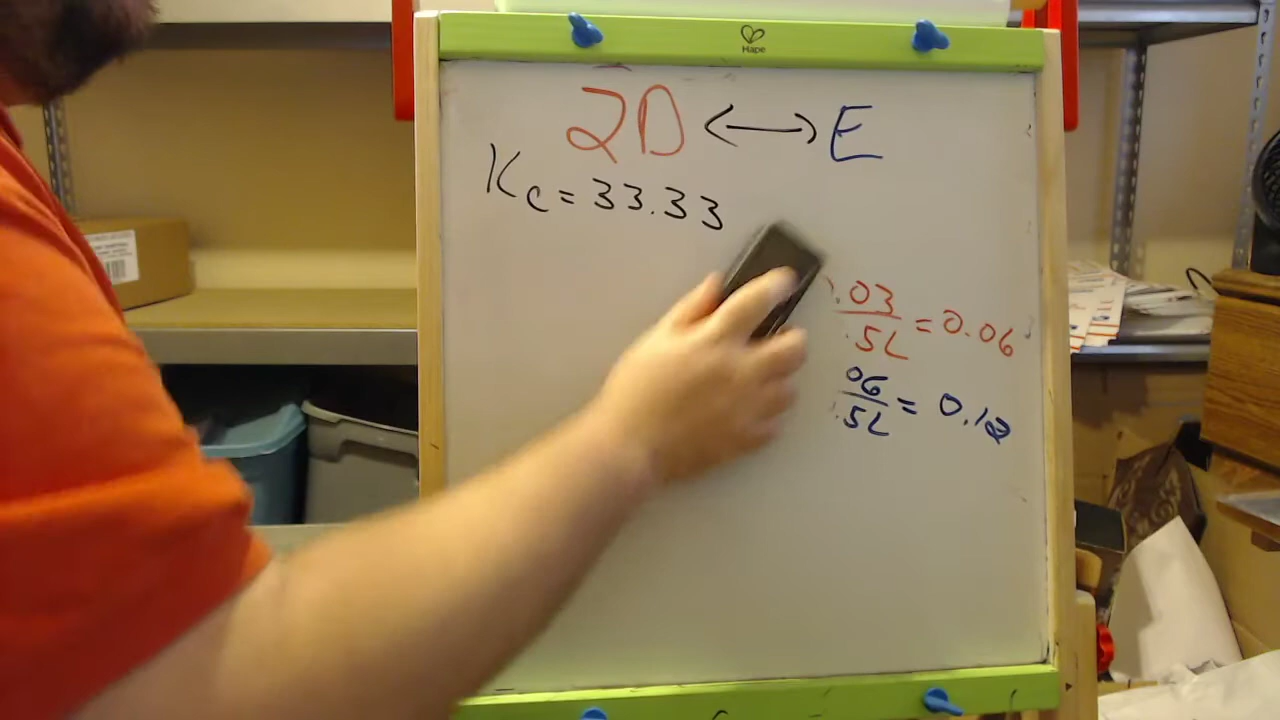 Hape
2D <-> E
Kc = 33.33
.03
.5L
= 0.06
06
.5L
= 0.12